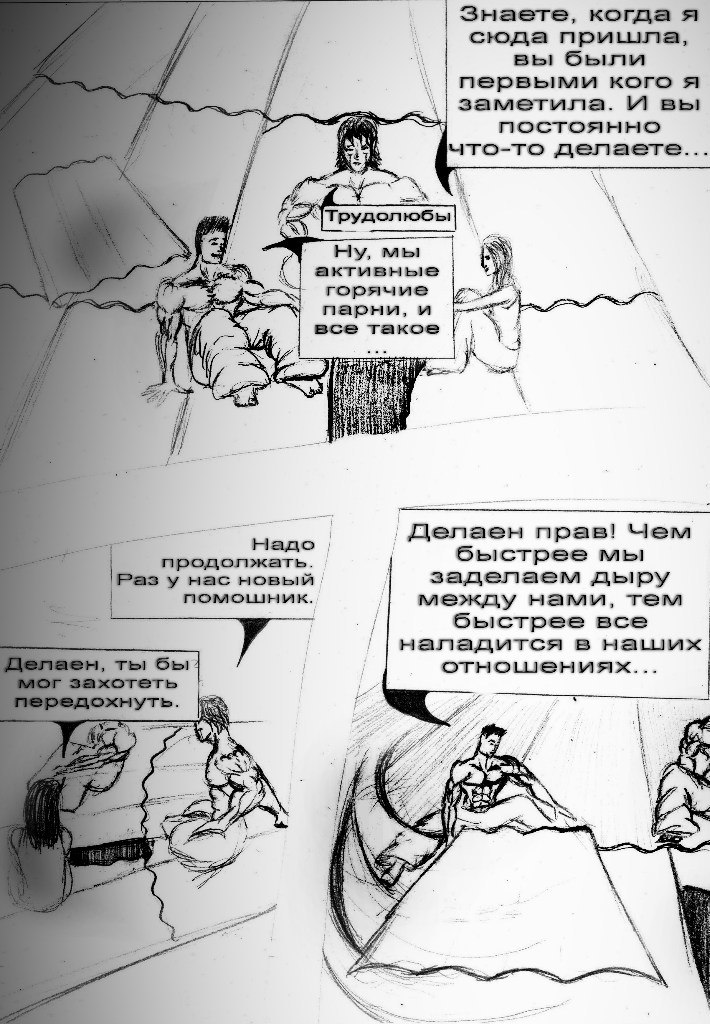 Знаете, когда я
сюда пришла,
вы были
первыми кого я
заметила. И вы
постоянно
что-то делаете...
Трудолюбы
Ну, мы
активные
горячие
парни, и
все такое
...
Надо
продолжать.
Раз у нас новый
помошник.
Делаен, ты бы
мог захотеть
передохнуть.
Делаен прав! Чем
быстрее мы
заделаем дыру
между нами, тем
быстрее все
наладится в наших
отношениях...